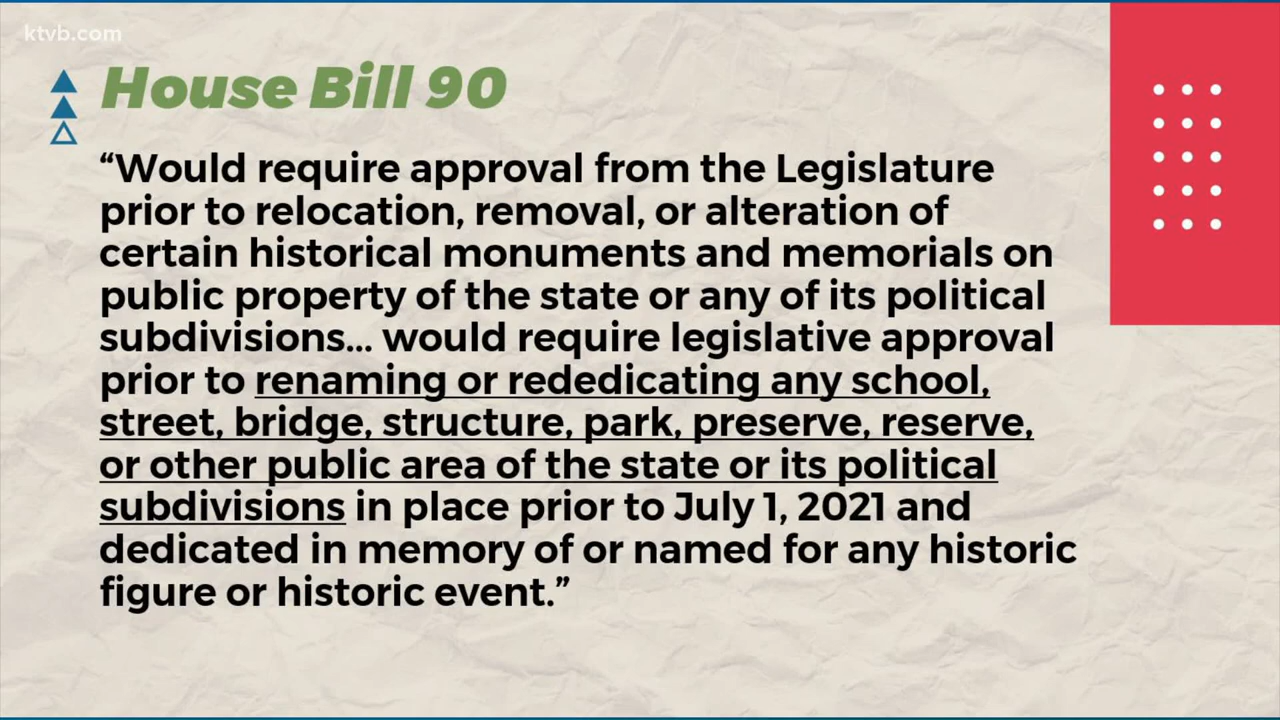 ktvb.com
House Bill 90
“Would require approval from the Legislature
prior to relocation, removal, or alteration of
certain historical monuments and memorials on
public property of the state or any of its political
subdivisions... would require legislative approval
prior to renaming or rededicating any school,
street, bridge, structure, park, preserve, reserve,
or other public area of the state or its political
subdivisions in place prior to July 1, 2021 and
dedicated in memory of or named for any historic
figure or historic event.”